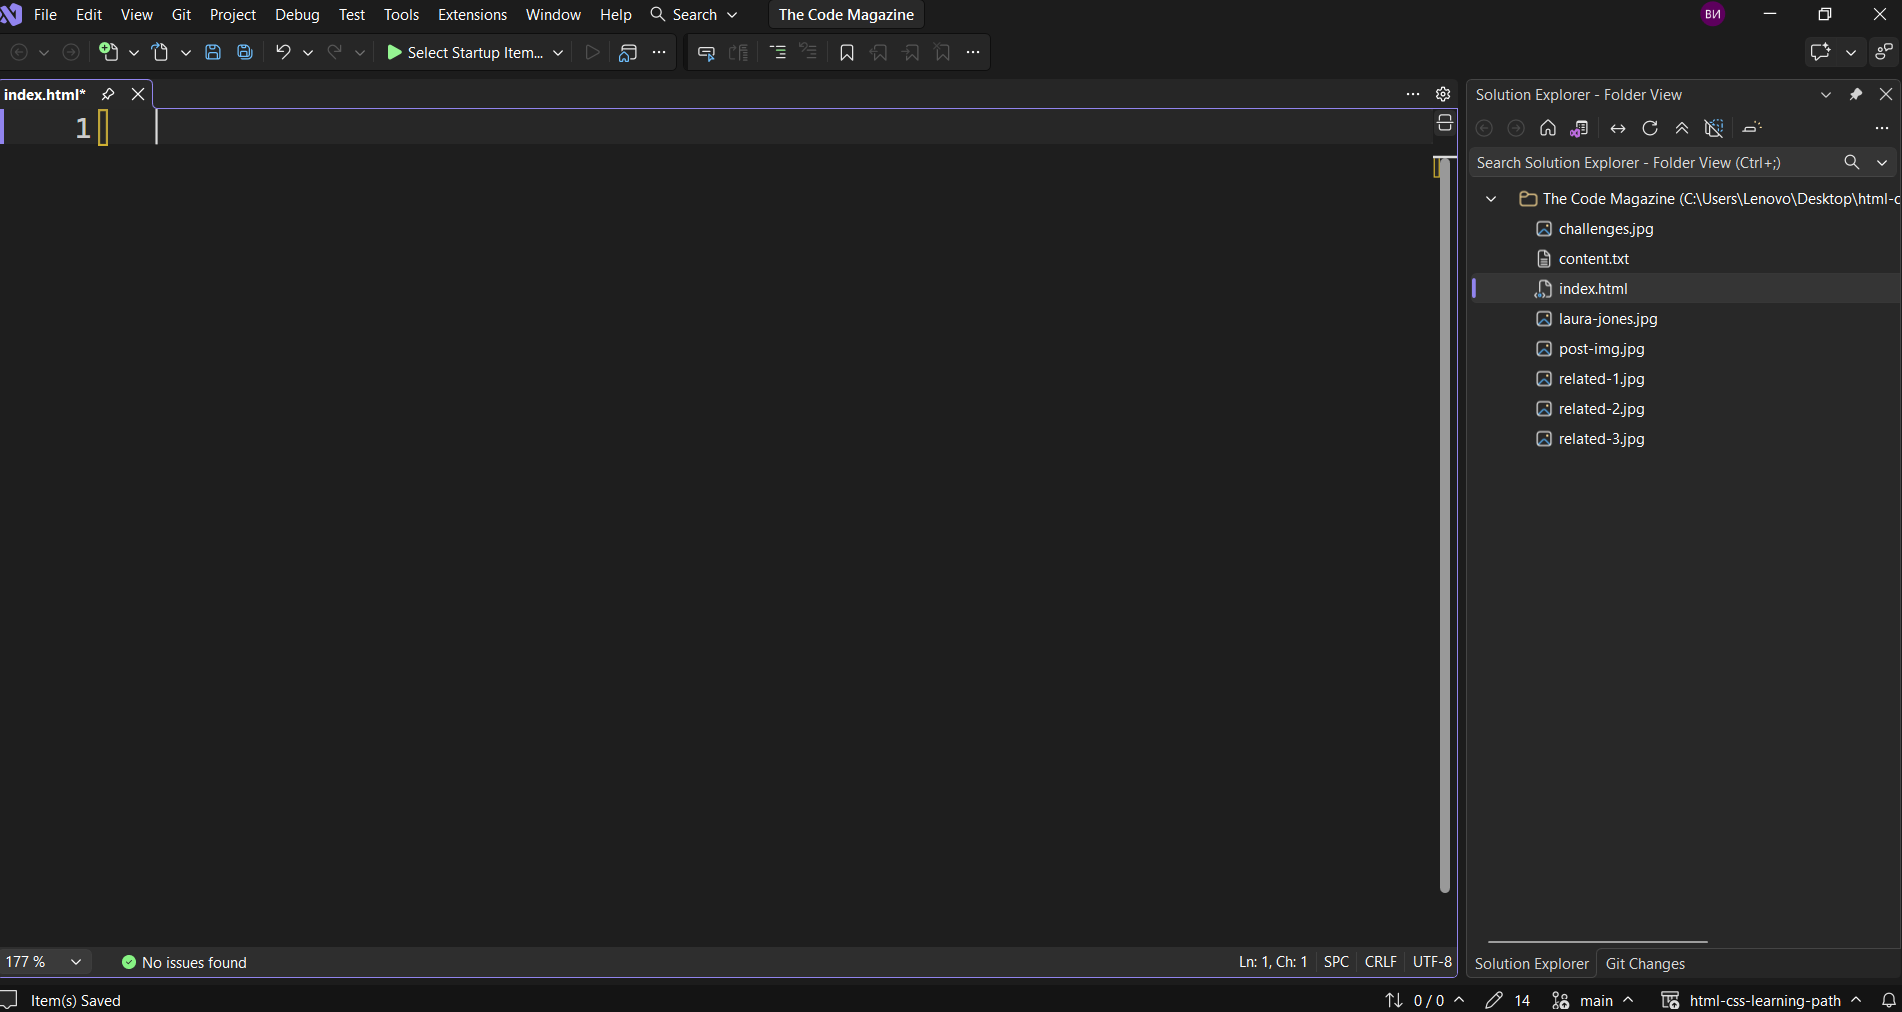 File Edit View Git Project Debug Test Tools Extensions Window Help Search The Code Magazine ВИ
Select Startup Item...
index.html*
1
177 % No issues found Ln: 1, Ch: 1 SPC CRLF UTF-8
Solution Explorer - Folder View
Search Solution Explorer - Folder View (Ctrl+;)
The Code Magazine (C:\Users\Lenovo\Desktop\html-c
challenges.jpg
content.txt
index.html
laura-jones.jpg
post-img.jpg
related-1.jpg
related-2.jpg
related-3.jpg
Solution Explorer Git Changes
Item(s) Saved 0 / 0 14 main html-css-learning-path